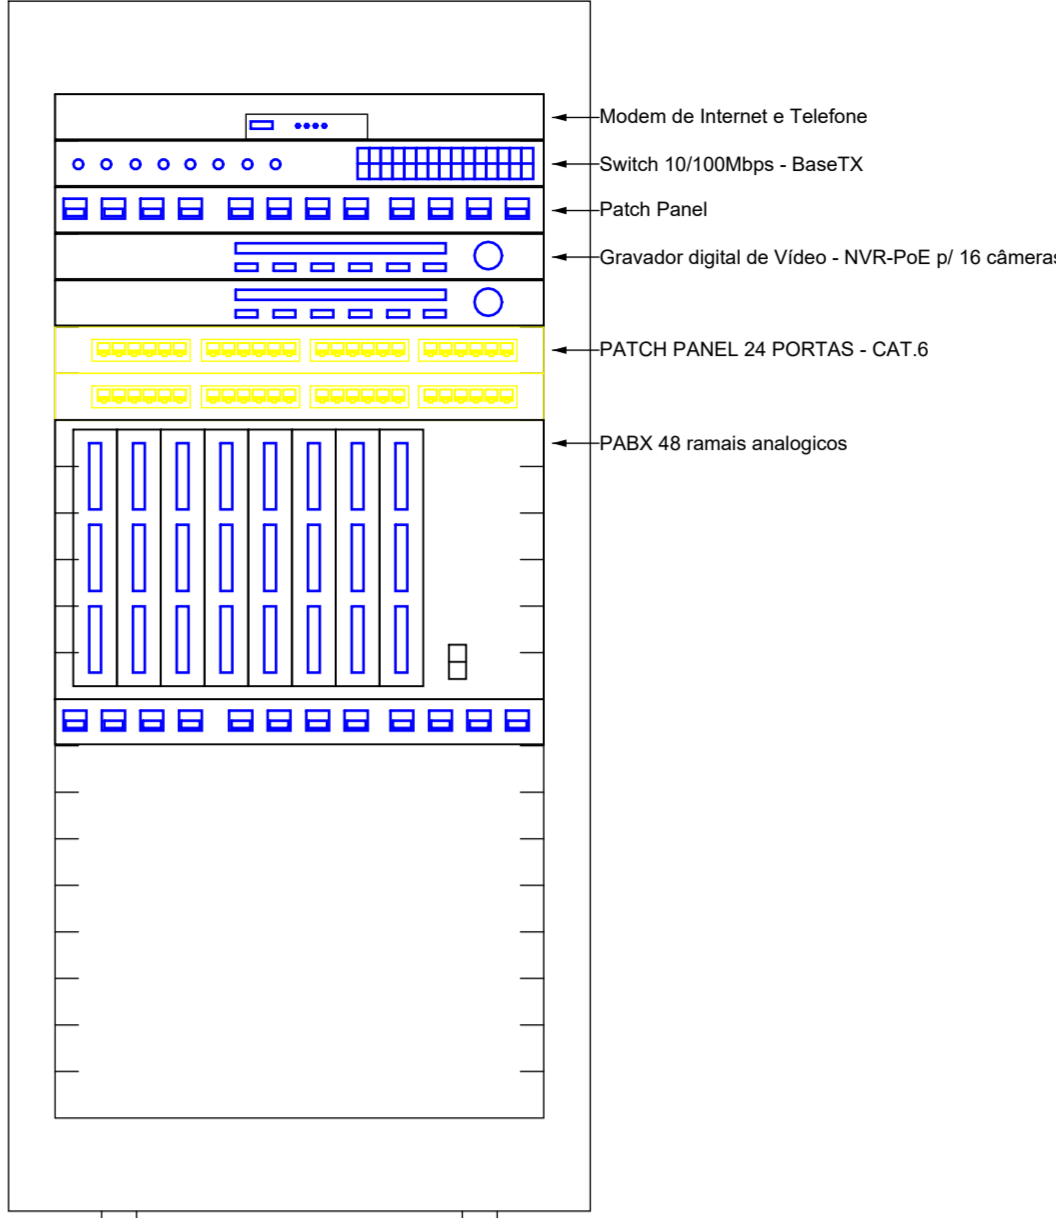 Modem de Internet e Telefone
Switch 10/100Mbps - BaseTX
Patch Panel
Gravador digital de Vídeo - NVR-PoE p/ 16 câmeras
PATCH PANEL 24 PORTAS - CAT.6
PABX 48 ramais analogicos